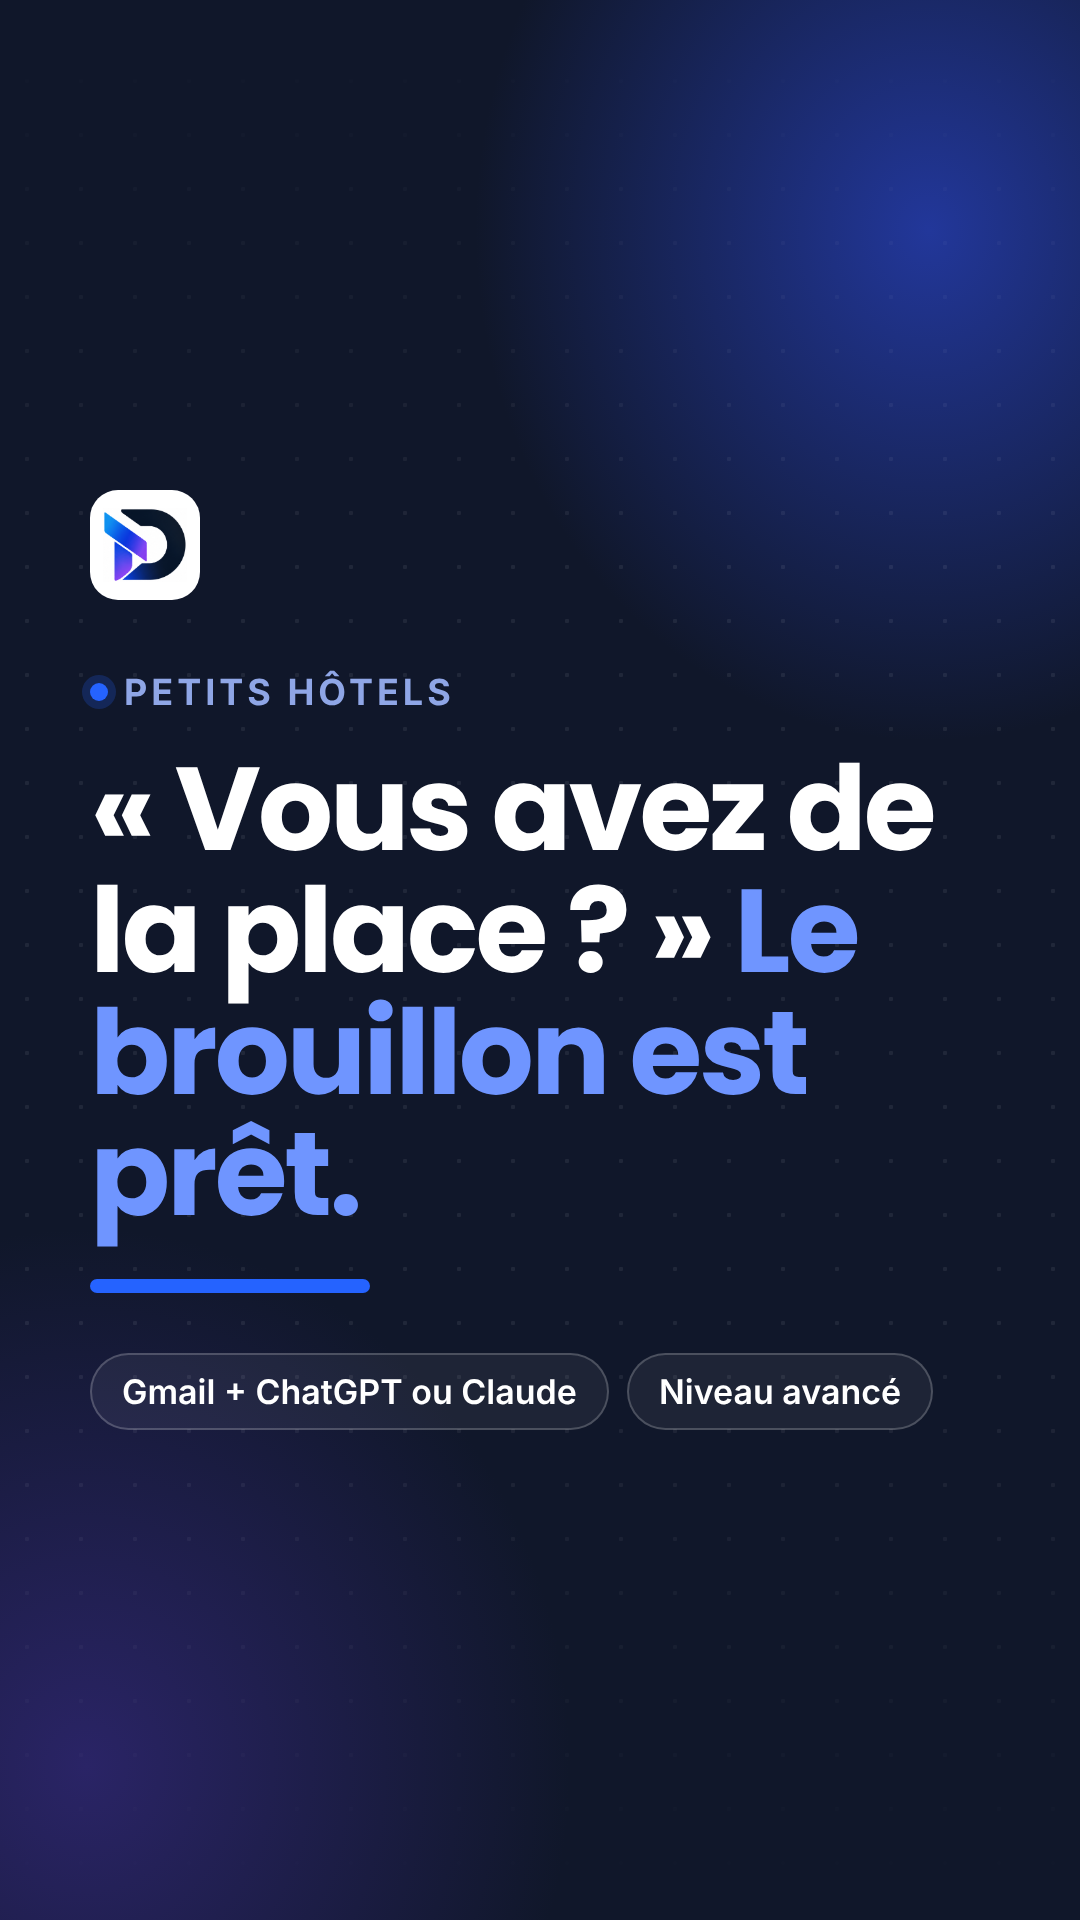 PETITS HÔTELS
« Vous avez de
la place ? » Le
brouillon est
prêt.
Gmail + ChatGPT ou Claude
Niveau avancé